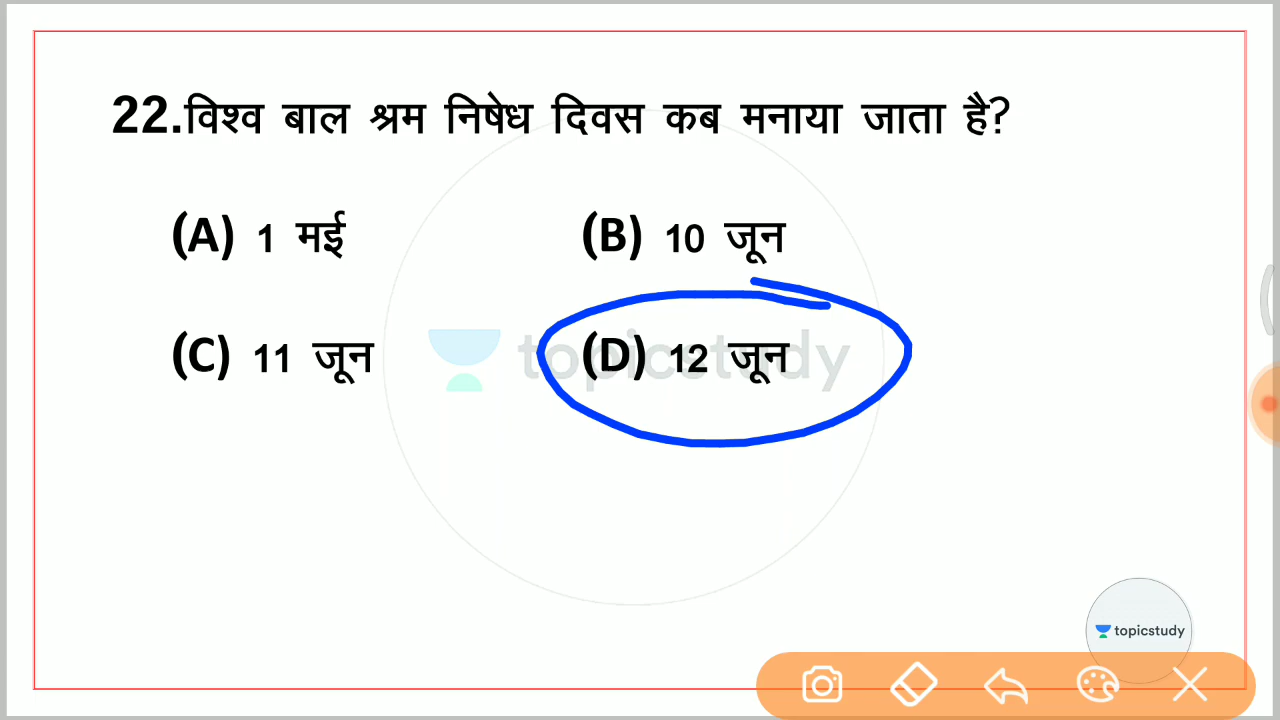 22.विश्व बाल श्रम निषेध दिवस कब मनाया जाता है?
(A) 1 मई (B) 10 जून
(C) 11 जून (D) 12 जून
topicstudy
topicstudy